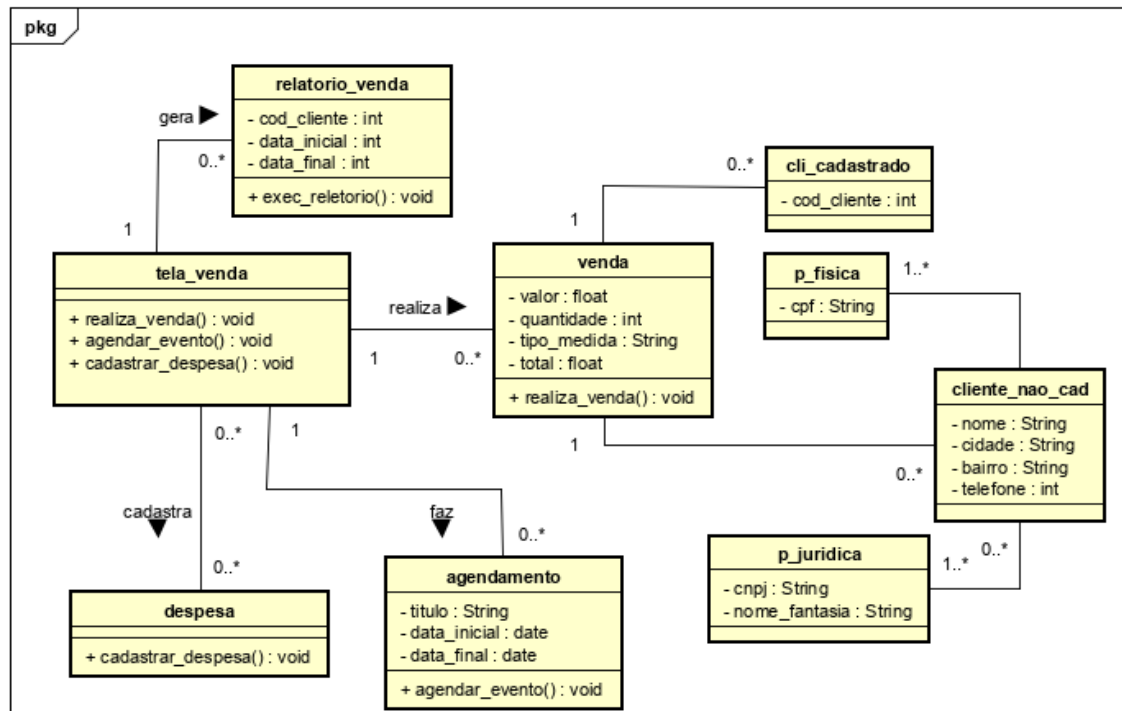 pkg
relatorio_venda
- cod_cliente : int
- data_inicial : int
- data_final : int
+ exec_reletorio() : void
gera
0..*
1
cli_cadastrado
- cod_cliente : int
0..*
1
tela_venda
+ realiza_venda() : void
+ agendar_evento() : void
+ cadastrar_despesa() : void
realiza
1
0..*
venda
- valor : float
- quantidade : int
- tipo_medida : String
- total : float
+ realiza_venda() : void
1
0..*
p_fisica
- cpf : String
1..*
cliente_nao_cad
- nome : String
- cidade : String
- bairro : String
- telefone : int
0..*
1..*
p_juridica
- cnpj : String
- nome_fantasia : String
0..*
cadastra
0..*
despesa
+ cadastrar_despesa() : void
1
faz
0..*
agendamento
- titulo : String
- data_inicial : date
- data_final : date
+ agendar_evento() : void